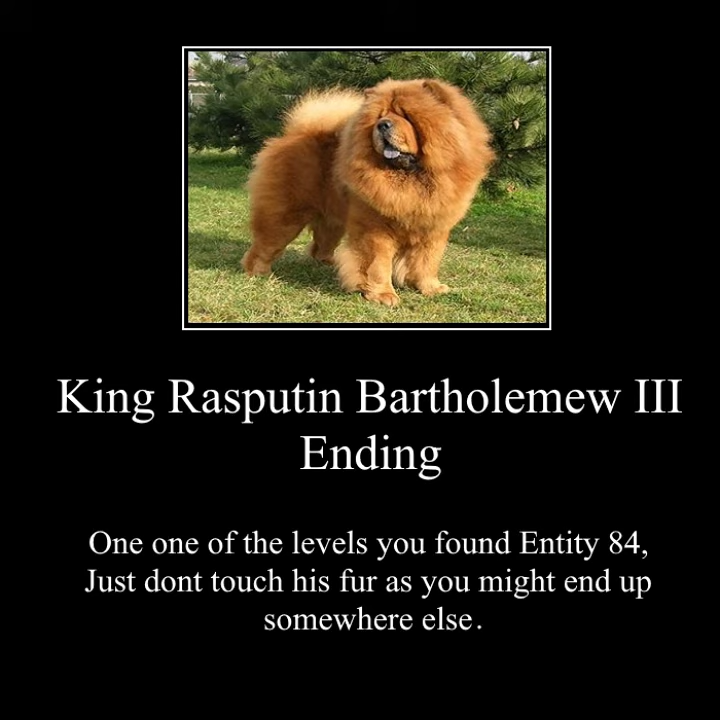 King Rasputin Bartholemew III
Ending
One one of the levels you found Entity 84,
Just dont touch his fur as you might end up
somewhere else.